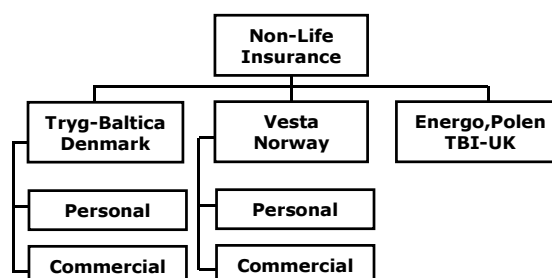 Non-Life
Insurance
Tryg-Baltica
Denmark
Vesta
Norway
Energo,Polen
TBI-UK
Personal
Personal
Commercial
Commercial